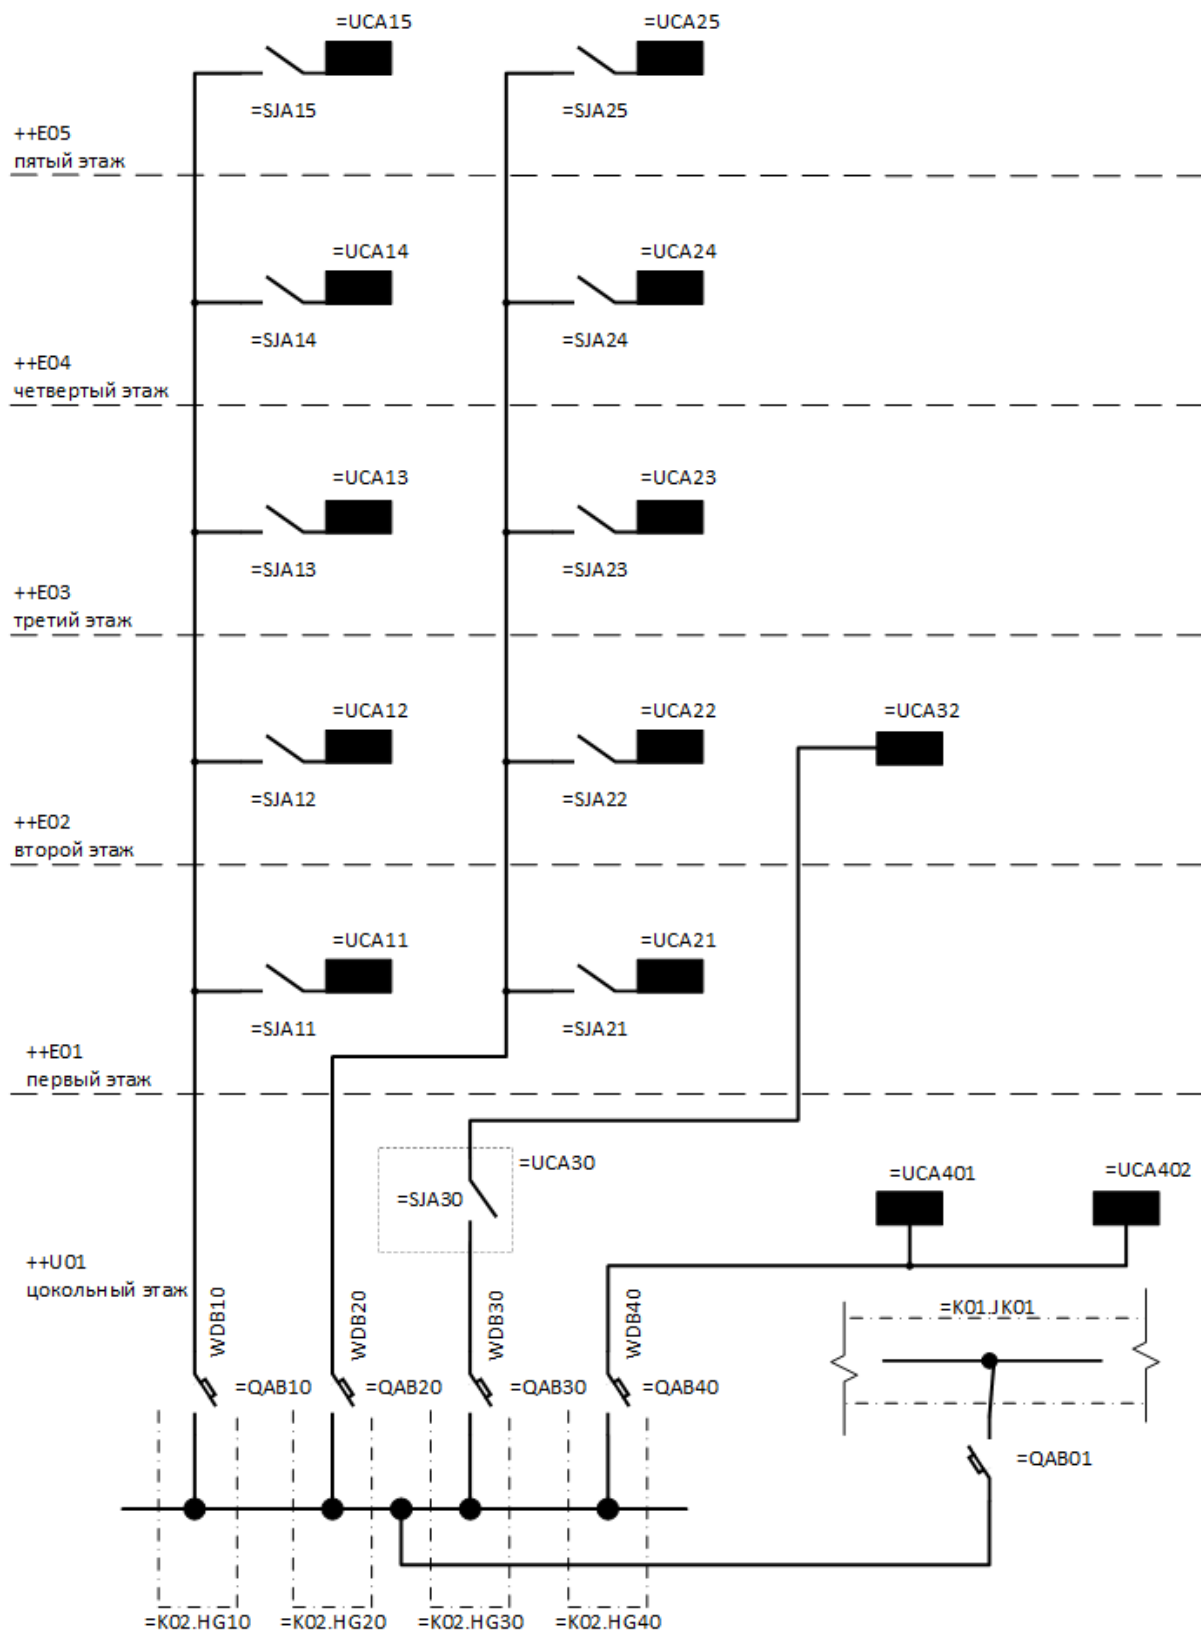 =UCA15
=UCA25
=SJA15
=SJA25
++E05
пятый этаж
=UCA14
=UCA24
=SJA14
=SJA24
++E04
четвертый этаж
=UCA13
=UCA23
=SJA13
=SJA23
++E03
третий этаж
=UCA12
=UCA22
=UCA32
=SJA12
=SJA22
++E02
второй этаж
=UCA11
=UCA21
=SJA11
=SJA21
++E01
первый этаж
=UCA30
=SJA30
=UCA401
=UCA402
++U01
цокольный этаж
WDB10
WDB20
WDB30
WDB40
=K01.JK01
=QAB10
=QAB20
=QAB30
=QAB40
=QAB01
=K02.HG10
=K02.HG20
=K02.HG30
=K02.HG40